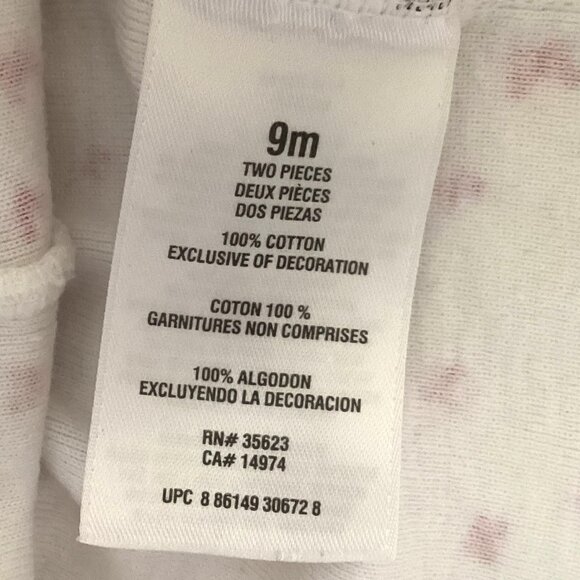 9m
TWO PIECES
DEUX PIÈCES
DOS PIEZAS
100% COTTON
EXCLUSIVE OF DECORATION
COTON 100 %
GARNITURES NON COMPRISES
100% ALGODON
EXCLUYENDO LA DECORACION
RN# 35623
CA# 14974
UPC 8 86149 30672 8